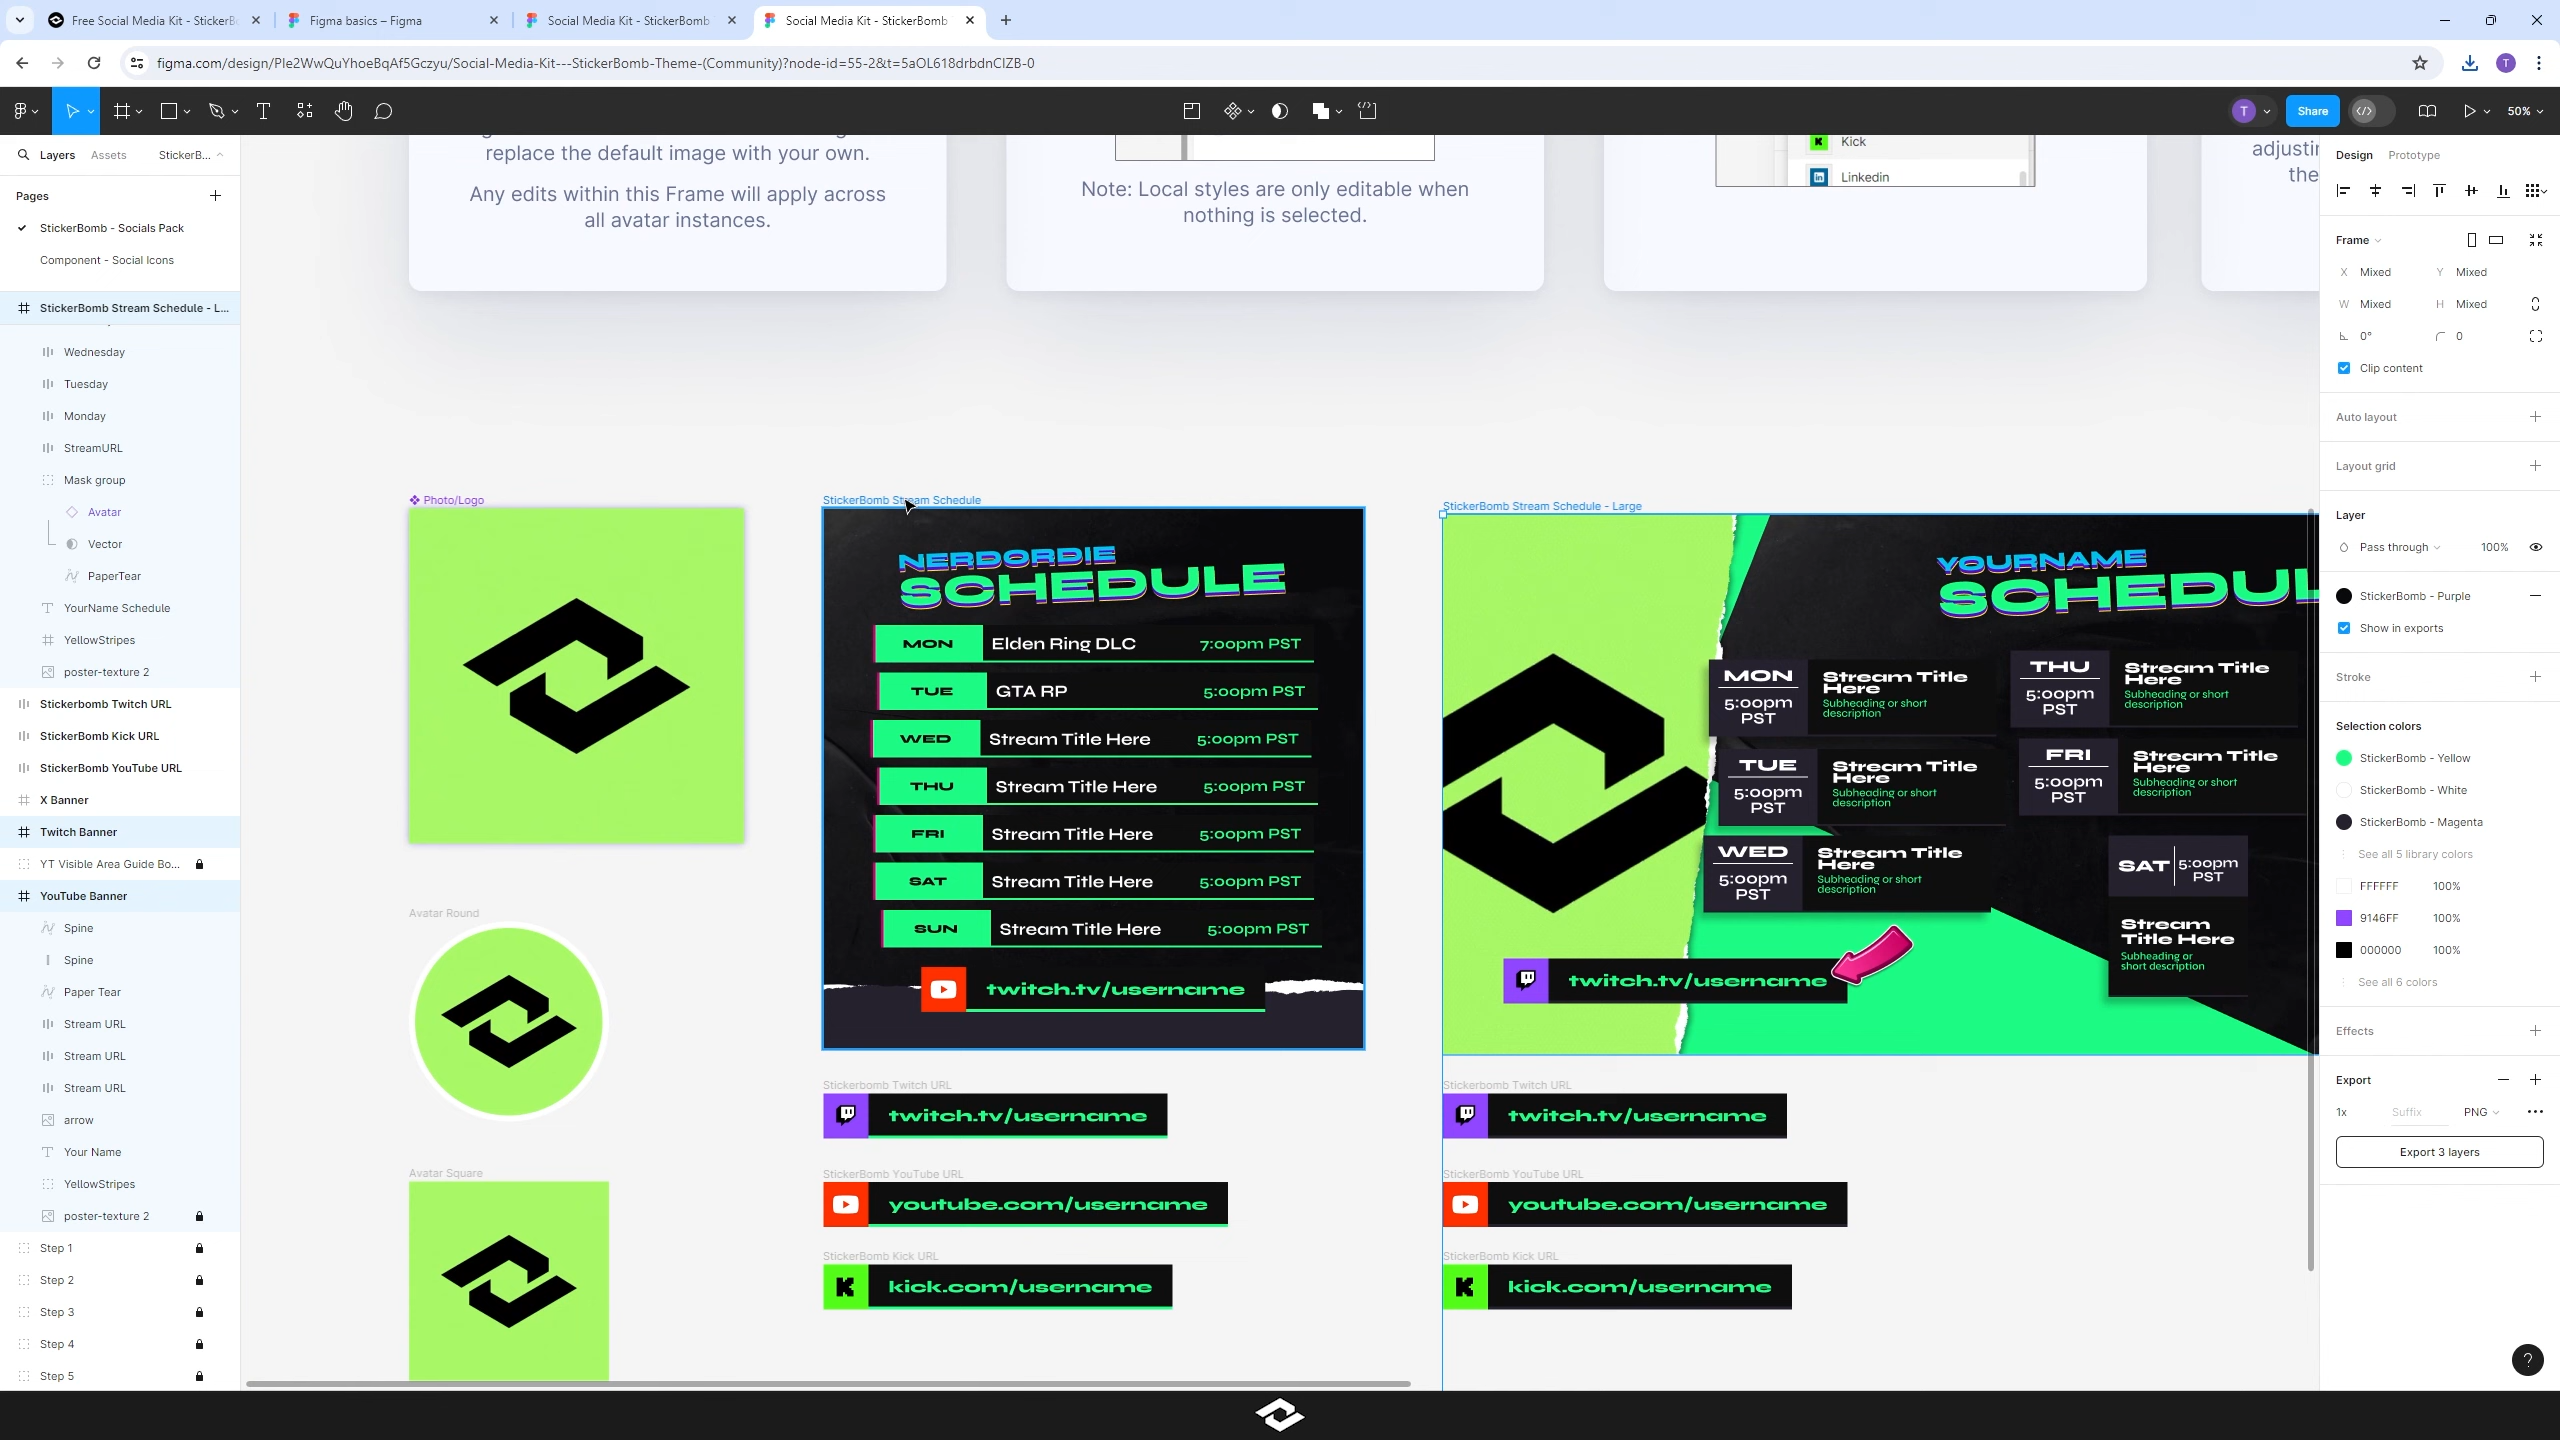 Free Social Media Kit - StickerBo
Figma basics – Figma
Social Media Kit - StickerBomb
Social Media Kit - StickerBomb
figma.com/design/PIe2WwQuYhoeBqAf5Gczyu/Social-Media-Kit---StickerBomb-Theme-(Community)?node-id=55-2&t=5aOL618drbdnCIZB-0
T
T
Share
50%
Layers
Assets
StickerB...
Pages
StickerBomb - Socials Pack
Component - Social Icons
StickerBomb Stream Schedule - L...
Wednesday
Tuesday
Monday
StreamURL
Mask group
Avatar
Vector
PaperTear
YourName Schedule
YellowStripes
poster-texture 2
Stickerbomb Twitch URL
StickerBomb Kick URL
StickerBomb YouTube URL
X Banner
Twitch Banner
YT Visible Area Guide Bo...
YouTube Banner
Spine
Spine
Paper Tear
Stream URL
Stream URL
Stream URL
arrow
Your Name
YellowStripes
poster-texture 2
Step 1
Step 2
Step 3
Step 4
Step 5
replace the default image with your own.
Any edits within this Frame will apply across
all avatar instances.
Note: Local styles are only editable when
nothing is selected.
Kick
Linkedin
adjustin
the
Photo/Logo
Avatar Round
Avatar Square
StickerBomb Stream Schedule
NERDORDIE
SCHEDULE
MON Elden Ring DLC 7:00pm PST
TUE GTA RP 5:00pm PST
WED Stream Title Here 5:00pm PST
THU Stream Title Here 5:00pm PST
FRI Stream Title Here 5:00pm PST
SAT Stream Title Here 5:00pm PST
SUN Stream Title Here 5:00pm PST
twitch.tv/username
Stickerbomb Twitch URL
twitch.tv/username
StickerBomb YouTube URL
youtube.com/username
StickerBomb Kick URL
kick.com/username
StickerBomb Stream Schedule - Large
YOURNAME
SCHEDUL
MON
5:00pm
PST
Stream Title
Here
Subheading or short
description
TUE
5:00pm
PST
Stream Title
Here
Subheading or short
description
WED
5:00pm
PST
Stream Title
Here
Subheading or short
description
THU
5:00pm
PST
Stream Title
Here
Subheading or short
description
FRI
5:00pm
PST
Stream Title
Here
Subheading or short
description
SAT
5:00pm
PST
Stream
Title Here
Subheading or
short description
twitch.tv/username
Stickerbomb Twitch URL
twitch.tv/username
StickerBomb YouTube URL
youtube.com/username
StickerBomb Kick URL
kick.com/username
Design
Prototype
Frame
X Mixed Y Mixed
W Mixed H Mixed
0° 0
Clip content
Auto layout
Layout grid
Layer
Pass through 100%
StickerBomb - Purple
Show in exports
Stroke
Selection colors
StickerBomb - Yellow
StickerBomb - White
StickerBomb - Magenta
See all 5 library colors
FFFFFF 100%
9146FF 100%
000000 100%
See all 6 colors
Effects
Export
1x Suffix PNG
Export 3 layers
?